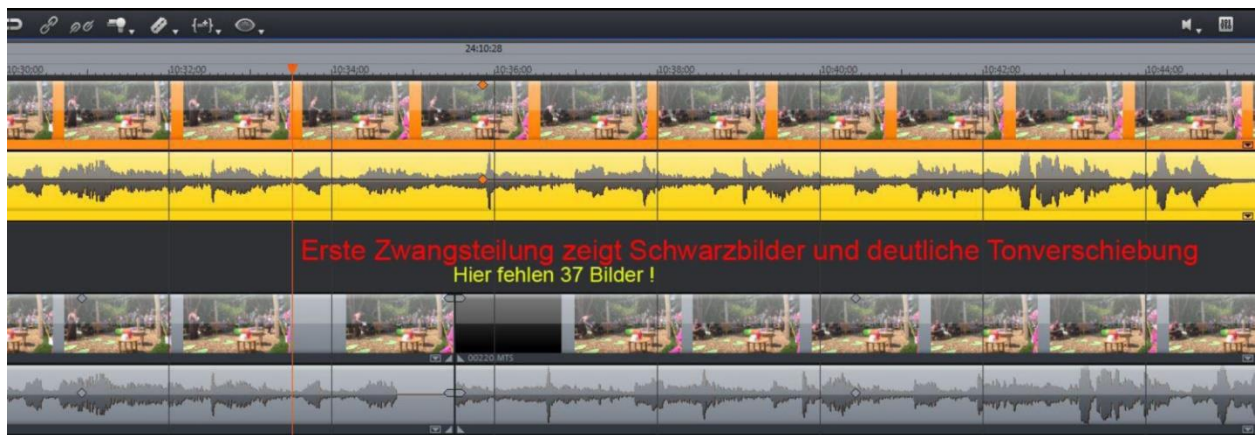 24:10:28
10:30:00 10:32:00 10:34:00 10:36:00 10:38:00 10:40:00 10:42:00 10:44:00
Erste Zwangsteilung zeigt Schwarzbilder und deutliche Tonverschiebung
Hier fehlen 37 Bilder !
00220.MTS